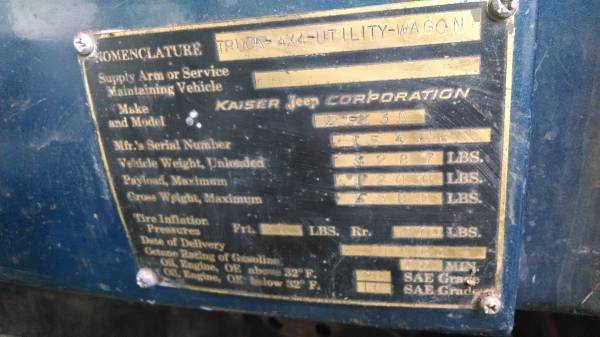 NOMENCLATURE TRUCK-4X4-UTILITY-WAGON
Supply Arm or Service
Maintaining Vehicle
KAISER Jeep CORPORATION
Make
and Model
Mfr.'s Serial Number
Vehicle Weight, Unloaded 3287 LBS.
Payload, Maximum LBS.
Gross Weight, Maximum LBS.
Tire Inflation
Pressures Frt. LBS. Rr. LBS.
Date of Delivery
Octane Rating of Gasoline MIN.
Oil, Engine, OE above 32° F. SAE Grade
Oil, Engine, OE below 32° F. SAE Grade